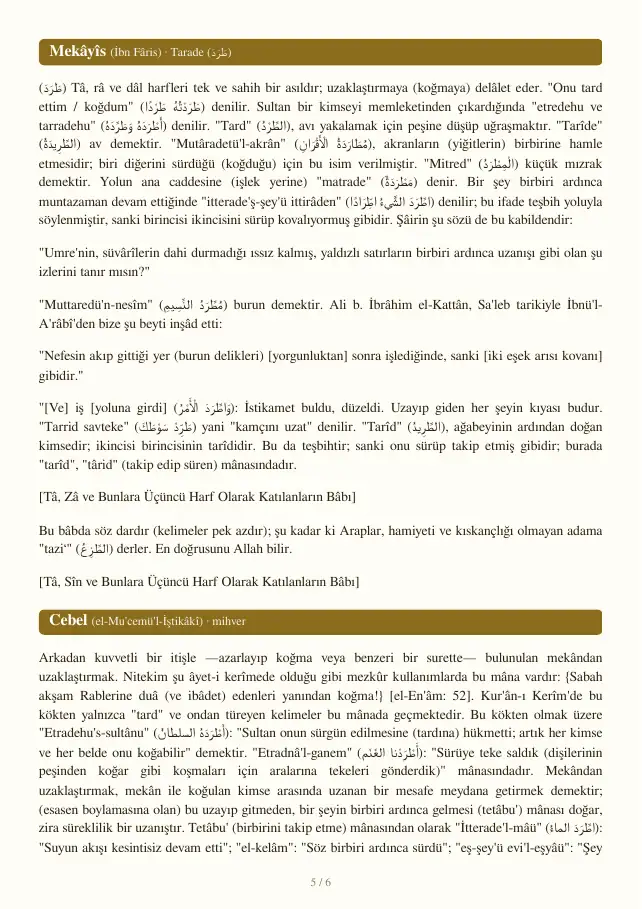 Mekâyîs (İbn Fâris) · Tarade (طَرَدَ)
(طَرَدَ) Tâ, râ ve dâl harfleri tek ve sahih bir asıldır; uzaklaştırmaya (koğmaya) delâlet eder. "Onu tard
ettim / koğdum" (طَرَدْتُهُ طَرْدًا) denilir. Sultan bir kimseyi memleketinden çıkardığında "etredehu ve
tarradehu" (أَطْرَدَهُ وَطَرَّدَهُ) denilir. "Tard" (الطَّرْدُ), avı yakalamak için peşine düşüp uğraşmaktır. "Tarîde"
(الطَّرِيدَةُ) av demektir. "Mutâradetü'l-akrân" (مُطَارَدَةُ الْأَقْرَانِ), akranların (yiğitlerin) birbirine hamle
etmesidir; biri diğerini sürdüğü (koğduğu) için bu isim verilmiştir. "Mitred" (الْمِطْرَدُ) küçük mızrak
demektir. Yolun ana caddesine (işlek yerine) "matrade" (مَطْرَدَةٌ) denir. Bir şey birbiri ardınca
muntazaman devam ettiğinde "itterade'ş-şey'ü ittirâden" (اطَّرَدَ الشَّيءُ اطِّرَادًا) denilir; bu ifade teşbih yoluyla
söylenmiştir, sanki birincisi ikincisini sürüp kovalıyormuş gibidir. Şâirin şu sözü de bu kabildendir:
"Umre'nin, süvârîlerin dahi durmadığı ıssız kalmış, yaldızlı satırların birbiri ardınca uzanışı gibi olan şu
izlerini tanır mısın?"
"Muttaredü'n-nesîm" (مُطَّرَدُ النَّسِيمِ) burun demektir. Ali b. İbrâhim el-Kattân, Sa'leb tarikiyle İbnü'l-
A'râbî'den bize şu beyti inşâd etti:
"Nefesin akıp gittiği yer (burun delikleri) [yorgunluktan] sonra işlediğinde, sanki [iki eşek arısı kovanı]
gibidir."
"[Ve] iş [yoluna girdi] (وَاطَّرَدَ الْأَمْرُ): İstikamet buldu, düzeldi. Uzayıp giden her şeyin kıyası budur.
"Tarrid savteke" (طَرِّدْ سَوْطَكَ) yani "kamçını uzat" denilir. "Tarîd" (الطَّرِيدُ), ağabeyinin ardından doğan
kimsedir; ikincisi birincisinin tarîdidir. Bu da teşbihtir; sanki onu sürüp takip etmiş gibidir; burada
"tarîd", "târid" (takip edip süren) mânasındadır.
[Tâ, Zâ ve Bunlara Üçüncü Harf Olarak Katılanların Bâbı]
Bu bâbda söz dardır (kelimeler pek azdır); şu kadar ki Araplar, hamiyeti ve kıskançlığı olmayan adama
"tazi‘" (الطَّزِعُ) derler. En doğrusunu Allah bilir.
[Tâ, Sîn ve Bunlara Üçüncü Harf Olarak Katılanların Bâbı]
Cebel (el-Mu'cemü'l-İştikâkî) · mihver
Arkadan kuvvetli bir itişle —azarlayıp koğma veya benzeri bir surette— bulunulan mekândan
uzaklaştırmak. Nitekim şu âyet-i kerîmede olduğu gibi mezkûr kullanımlarda bu mâna vardır: {Sabah
akşam Rablerine duâ (ve ibâdet) edenleri yanından koğma!} [el-En'âm: 52]. Kur'ân-ı Kerîm'de bu
kökten yalnızca "tard" ve ondan türeyen kelimeler bu mânada geçmektedir. Bu kökten olmak üzere
"Etradehu's-sultânu" (أَطْرَدَهُ السلطانُ): "Sultan onun sürgün edilmesine (tardına) hükmetti; artık her kimse
ve her belde onu koğabilir" demektir. "Etradnâ'l-ganem" (أَطْرَدْنا الغَنَم): "Sürüye teke saldık (dişilerinin
peşinden koğar gibi koşmaları için aralarına tekeleri gönderdik)" mânasındadır. Mekândan
uzaklaştırmak, mekân ile koğulan kimse arasında uzanan bir mesafe meydana getirmek demektir;
(esasen boylamasına olan) bu uzayıp gitmeden, bir şeyin birbiri ardınca gelmesi (tetâbu') mânası doğar,
zira süreklilik bir uzanıştır. Tetâbu' (birbirini takip etme) mânasından olarak "İtterade'l-mâü" (اطَّرَدَ الماءُ):
"Suyun akışı kesintisiz devam etti"; "el-kelâm": "Söz birbiri ardınca sürdü"; "eş-şey'ü evi'l-eşyâü": "Şey
5 / 6